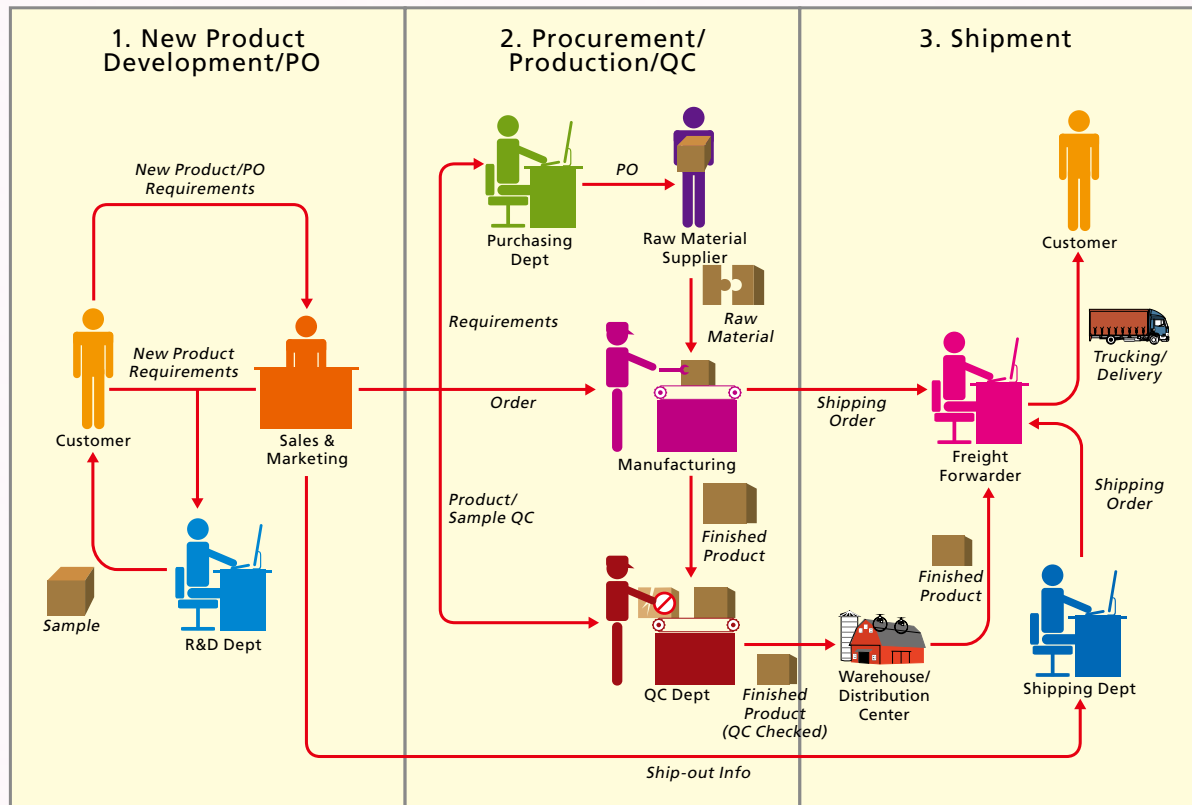 1. New Product
Development/PO
2. Procurement/
Production/QC
3. Shipment
New Product/PO
Requirements
New Product
Requirements
Customer
Sales &
Marketing
Sample
R&D Dept
Purchasing
Dept
PO
Raw Material
Supplier
Raw
Material
Requirements
Order
Manufacturing
Product/
Sample QC
Finished
Product
QC Dept
Finished
Product
(QC Checked)
Ship-out Info
Customer
Trucking/
Delivery
Shipping
Order
Freight
Forwarder
Shipping
Order
Finished
Product
Warehouse/
Distribution
Center
Shipping Dept